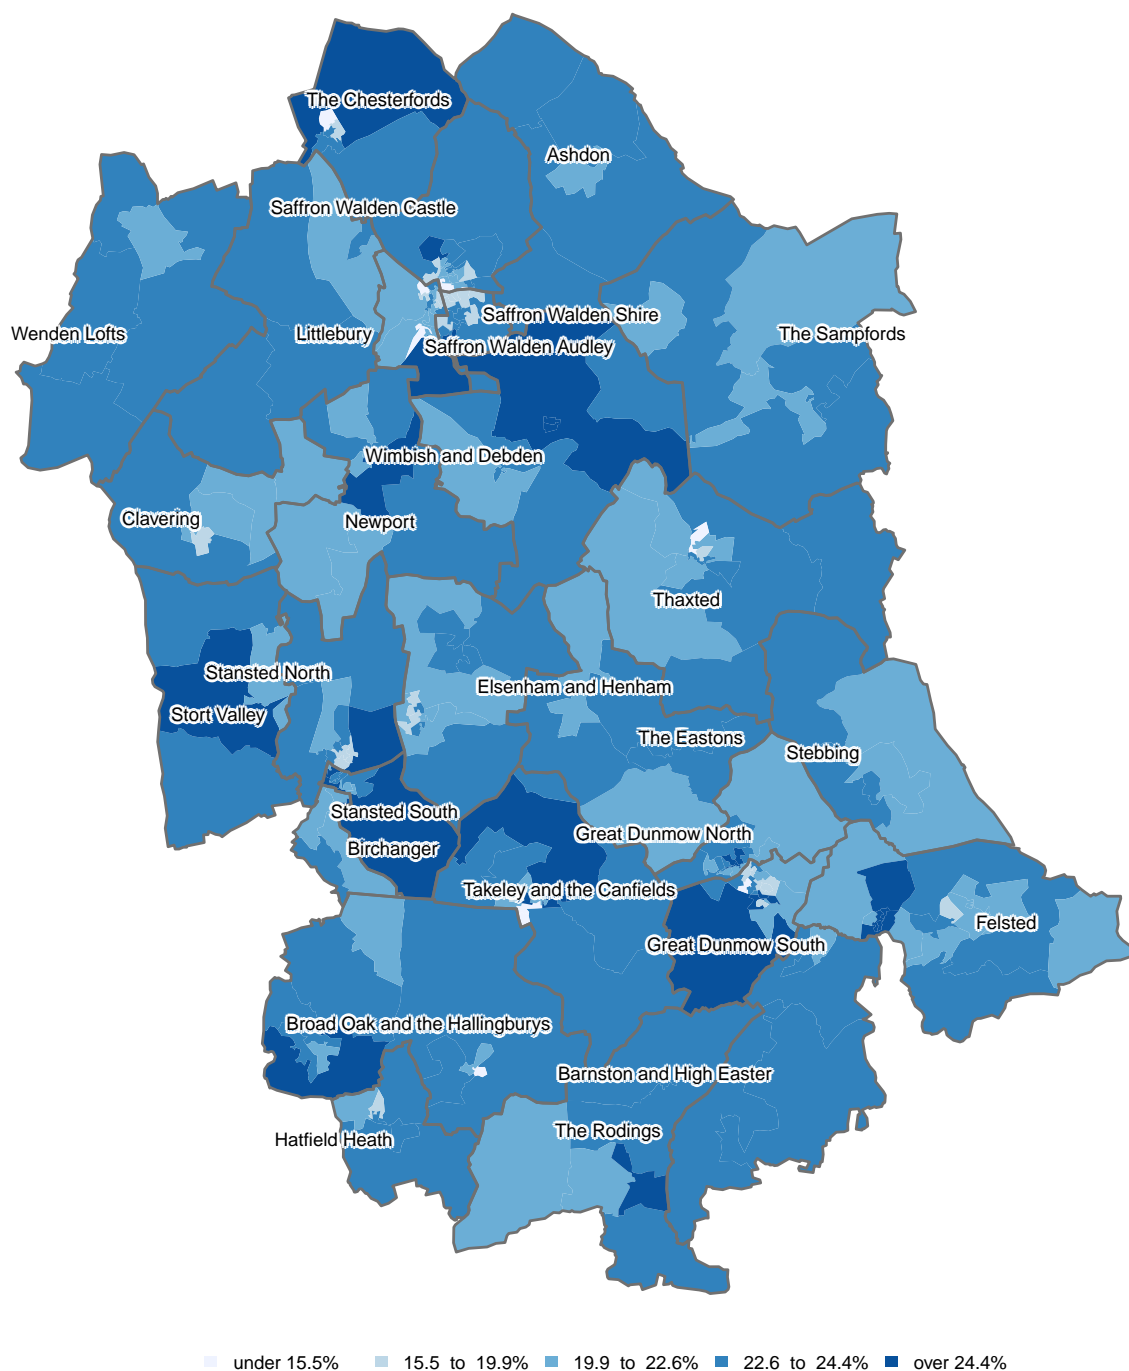 The Chesterfords
Ashdon
Saffron Walden Castle
Saffron Walden Shire
Wenden Lofts
Littlebury
The Sampfords
Saffron Walden Audley
Wimbish and Debden
Clavering
Newport
Thaxted
Stansted North
Elsenham and Henham
Stort Valley
The Eastons
Stebbing
Stansted South
Great Dunmow North
Birchanger
Takeley and the Canfields
Felsted
Great Dunmow South
Broad Oak and the Hallingburys
Barnston and High Easter
The Rodings
Hatfield Heath
under 15.5% 15.5 to 19.9% 19.9 to 22.6% 22.6 to 24.4% over 24.4%